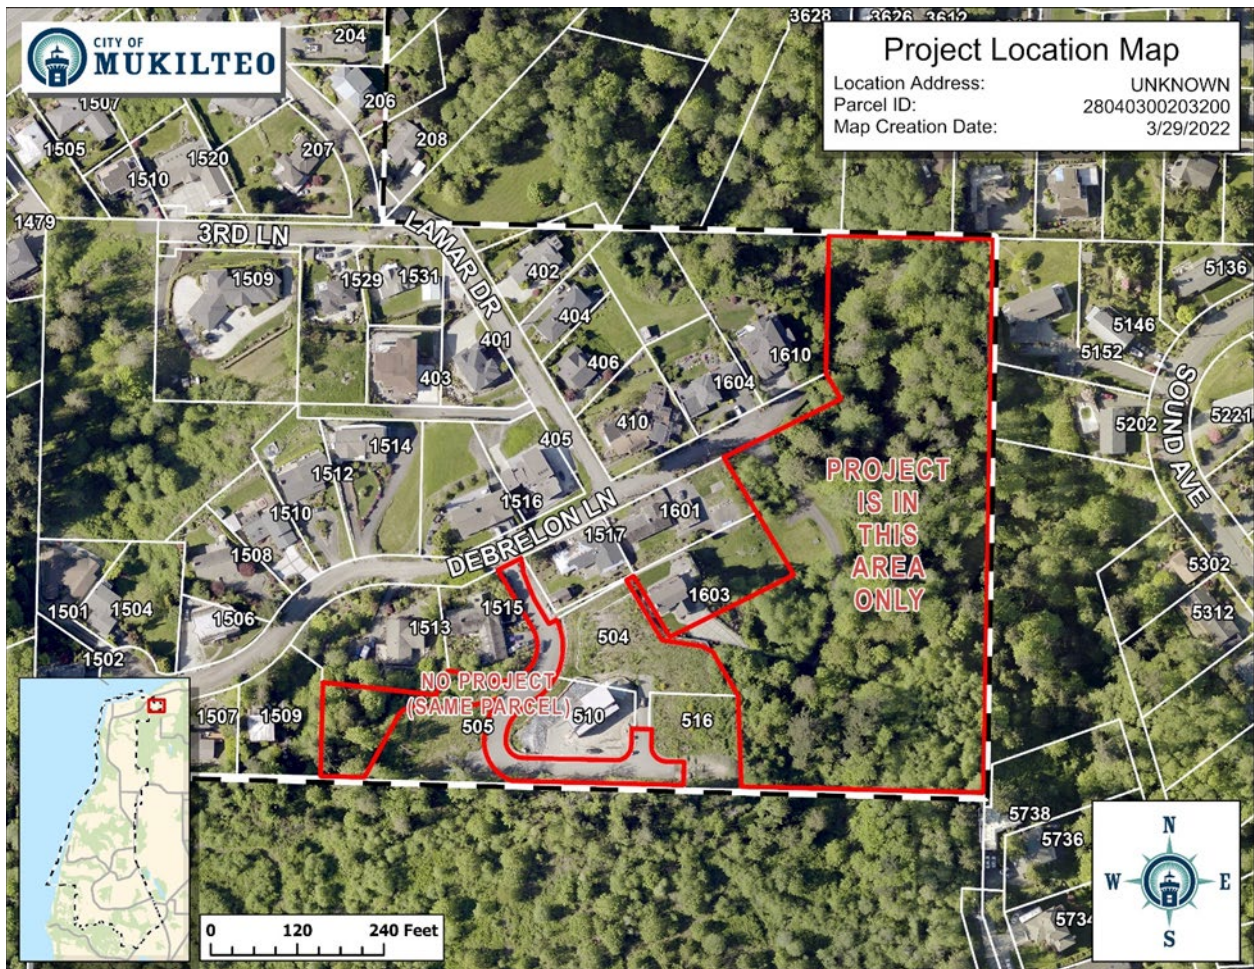 CITY OF
MUKILTEO
Project Location Map
Location Address: UNKNOWN
Parcel ID: 28040300203200
Map Creation Date: 3/29/2022
3628
3626
3612
204
206
208
207
1507
1505
1510
1520
1479
3RD LN
LAMAR DR
1509
1529
1531
402
404
406
401
403
1610
1604
410
405
5136
5146
5152
5202
5221
SOUND AVE
1514
1512
1516
1510
1508
DEBRELON LN
1601
1517
1603
PROJECT
IS IN
THIS
AREA
ONLY
1501
1504
1506
1502
1513
1515
504
5302
5312
NO PROJECT
(SAME PARCEL)
505
510
516
1507
1509
5738
5736
5734
0 120 240 Feet
N
W E
S